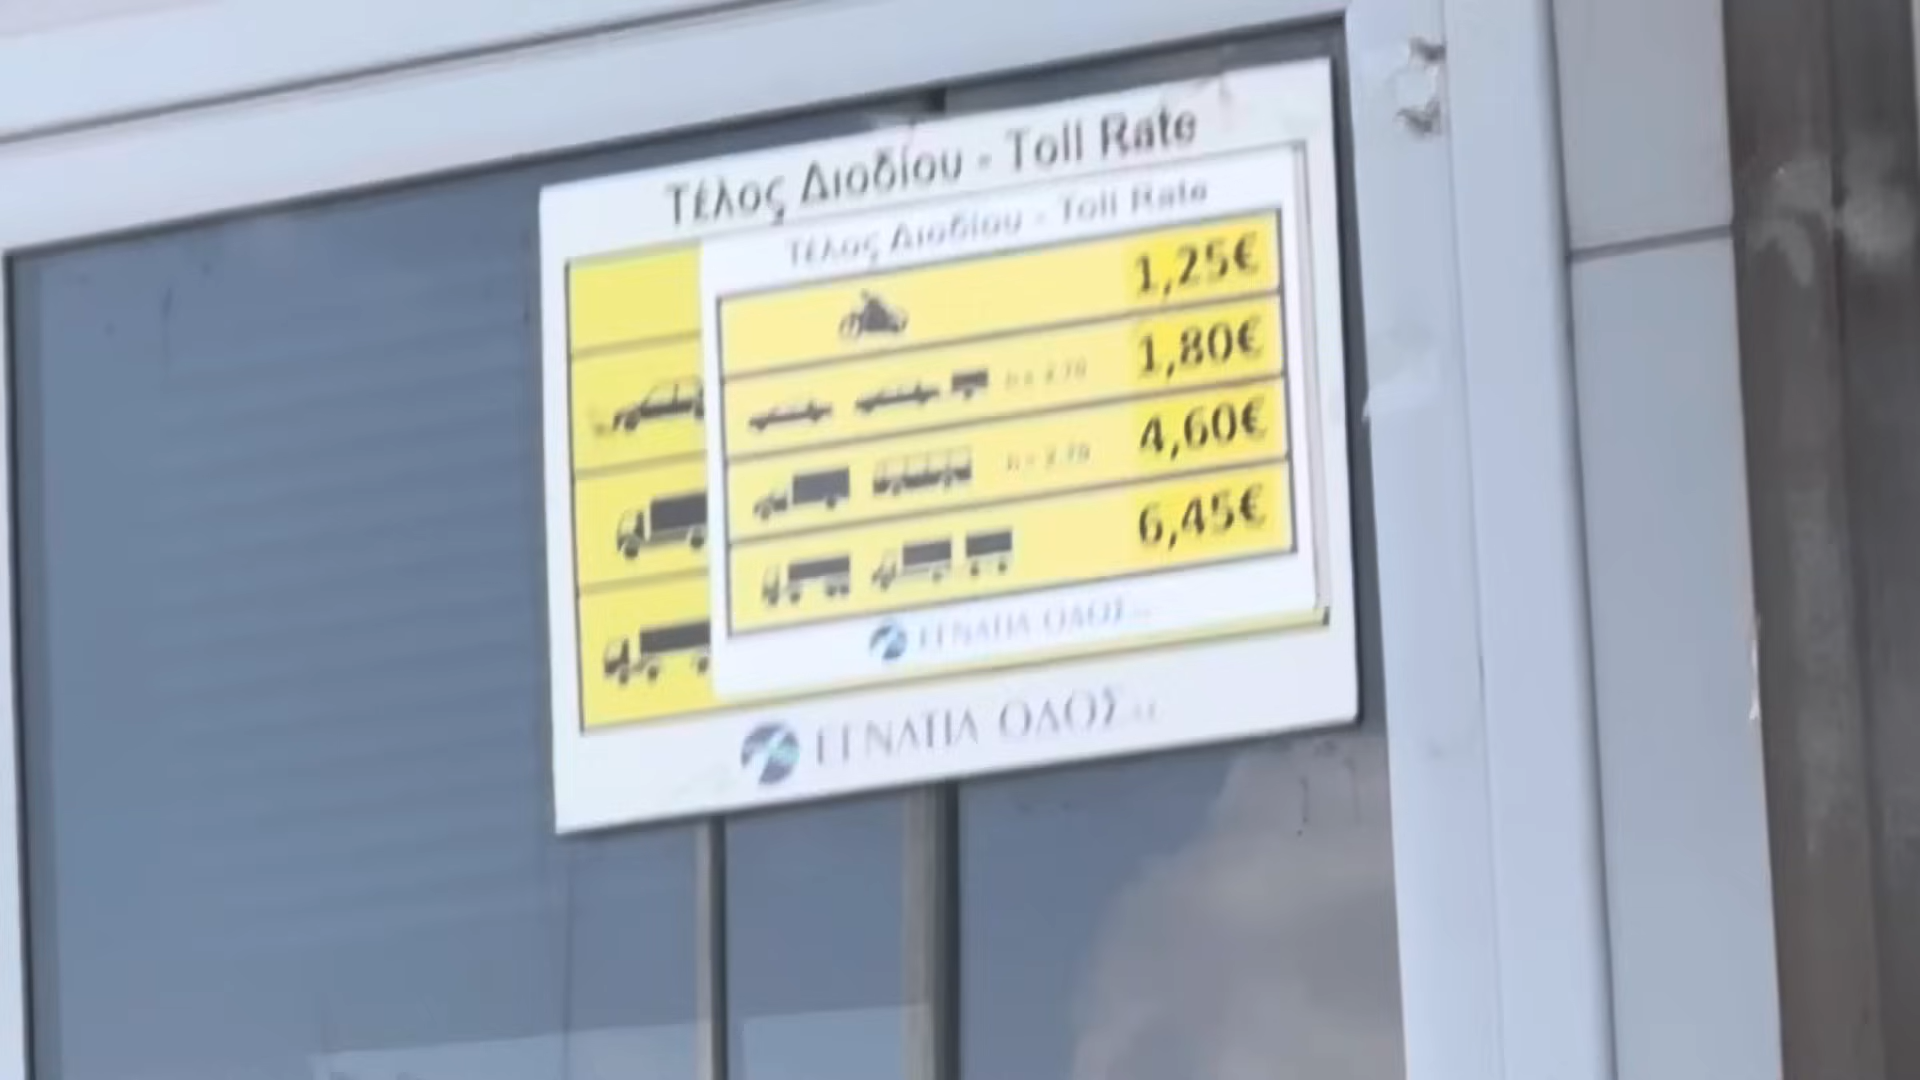 Τέλος Διοδίου - Toll Rate
Τέλος Διοδίου - Toll Rate
1,25€
1,80€
4,60€
6,45€
ΕΓΝΑΤΙΑ ΟΔΟΣ
ΕΓΝΑΤΙΑ ΟΔΟΣ